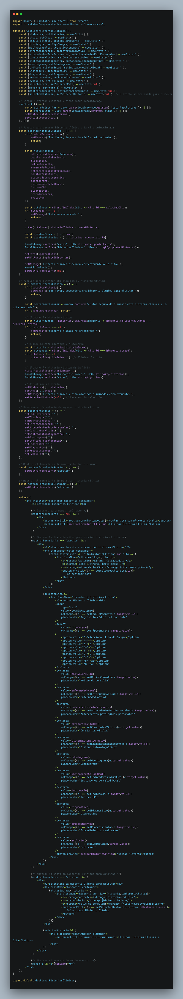 import React, { useState, useEffect } from 'react';
import '../styles/components/GestionarHistoriasClinicas.css';

function GestionarHistoriasClinicas() {
    const [historias, setHistorias] = useState([]);
    const [citas, setCitas] = useState([]);
    const [cedulaPaciente, setCedulaPaciente] = useState('');
    const [tipoSangre, setTipoSangre] = useState('');
    const [motivoConsulta, setMotivoConsulta] = useState('');
    const [enfermedadActual, setEnfermedadActual] = useState('');
    const [antecedentesPatoPersonales, setAntecedentesPatoPersonales] = useState('');
    const [constantesVitales, setConstantesVitales] = useState('');
    const [sistemaEstomatognatico, setSistemaEstomatognatico] = useState('');
    const [odontograma, setOdontograma] = useState('');
    const [indicadoresSaludBucal, setIndicadoresSaludBucal] = useState('');
    const [indicesCPO, setIndicesCPO] = useState('');
    const [diagnostico, setDiagnostico] = useState('');
    const [procedimientos, setProcedimientos] = useState('');
    const [evolucion, setEvolucion] = useState('');
    const [selectedCita, setSelectedCita] = useState(null);
    const [mensaje, setMensaje] = useState('');
    const [mostrarFormulario, setMostrarFormulario] = useState(null);
    const [selectedHistoria, setSelectedHistoria] = useState(null); // Historia seleccionada para eliminar

    // Cargar historias clínicas y citas desde localStorage
    useEffect(() => {
        const storedHistorias = JSON.parse(localStorage.getItem('historiasClinicas')) || [];
        const storedCitas = JSON.parse(localStorage.getItem('citas')) || [];
        setHistorias(storedHistorias);
        setCitas(storedCitas);
    }, []);

    // Función para agregar historia clínica a la cita seleccionada
    const asociarHistoriaClinica = () => {
        if (!cedulaPaciente.trim()) {
            setMensaje('Por favor, ingresa la cédula del paciente.');
            return;
        }

        const nuevaHistoria = {
            idHistoriaClinica: Date.now(),
            cedula: cedulaPaciente,
            tipoSangre,
            motivoConsulta,
            enfermedadActual,
            antecedentesPatoPersonales,
            constantesVitales,
            sistemaEstomatognatico,
            odontograma,
            indicadoresSaludBucal,
            indicesCPO,
            diagnostico,
            procedimientos,
            evolucion
        };

        const citaIndex = citas.findIndex(cita => cita.id === selectedCita);
        if (citaIndex === -1) {
            setMensaje('Cita no encontrada.');
            return;
        }

        citas[citaIndex].historiaClinica = nuevaHistoria;

        const updatedCitas = [...citas];
        const updatedHistorias = [...historias, nuevaHistoria];

        localStorage.setItem('citas', JSON.stringify(updatedCitas));
        localStorage.setItem('historiasClinicas', JSON.stringify(updatedHistorias));

        setCitas(updatedCitas);
        setHistorias(updatedHistorias);

        setMensaje('Historia clínica asociada correctamente a la cita.');
        resetFormulario();
        setMostrarFormulario(null);
    };

    // Función para eliminar una cita con su historia clínica
    const eliminarHistoriaClinica = () => {
        if (!selectedHistoria) {
            setMensaje('Por favor, selecciona una historia clínica para eliminar.');
            return;
        }

        const confirmarEliminar = window.confirm('¿Estás seguro de eliminar esta historia clínica y la
cita asociada?');
        if (!confirmarEliminar) return;

        // Eliminar la historia clínica
        const historiaIndex = historias.findIndex(historia => historia.idHistoriaClinica ===
selectedHistoria);
        if (historiaIndex === -1) {
            setMensaje('Historia clínica no encontrada.');
            return;
        }

        // Buscar la cita asociada y eliminarla
        const historia = historias[historiaIndex];
        const citaIndex = citas.findIndex(cita => cita.id === historia.citaId);
        if (citaIndex !== -1) {
            citas.splice(citaIndex, 1); // Eliminar la cita
        }

        // Eliminar la historia clínica de la lista
        historias.splice(historiaIndex, 1);
        localStorage.setItem('historiasClinicas', JSON.stringify(historias));
        localStorage.setItem('citas', JSON.stringify(citas));

        // Actualizar el estado
        setHistorias([...historias]);
        setCitas([...citas]);
        setMensaje('Historia clínica y cita asociada eliminadas correctamente.');
        setSelectedHistoria(null); // Resetear la selección
    };

    // Resetear el formulario de agregar historia clínica
    const resetFormulario = () => {
        setCedulaPaciente('');
        setTipoSangre('');
        setMotivoConsulta('');
        setEnfermedadActual('');
        setAntecedentesPatoPersonales('');
        setConstantesVitales('');
        setSistemaEstomatognatico('');
        setOdontograma('');
        setIndicadoresSaludBucal('');
        setIndicesCPO('');
        setDiagnostico('');
        setProcedimientos('');
        setEvolucion('');
    };

    // Mostrar el formulario de asociar historia clínica
    const mostrarFormularioAsociar = () => {
        setMostrarFormulario('asociar');
    };

    // Mostrar el formulario de eliminar historia clínica
    const mostrarFormularioEliminar = () => {
        setMostrarFormulario('eliminar');
    };

    return (
        <div className="gestionar-historias-container">
            <h1>Gestionar Historias Clínicas</h1>

            {/* Opciones para elegir qué hacer */}
            {mostrarFormulario === null && (
                <div>
                    <button onClick={mostrarFormularioAsociar}>Asociar Cita con Historia Clínica</button>
                    <button onClick={mostrarFormularioEliminar}>Eliminar Historia Clínica</button>
                </div>
            )}

            {/* Mostrar la lista de citas para asociar historia clínica */}
            {mostrarFormulario === 'asociar' && (
                <div>
                    <h2>Selecciona la cita a asociar con Historia Clínica</h2>
                    <div className="citas-container">
                        {citas.filter(cita => !cita.historiaClinica).map(cita => (
                            <div className="cita-box" key={cita.id}>
                                <p><strong>Paciente:</strong> {cita.cedula}</p>
                                <p><strong>Fecha:</strong> {cita.fecha}</p>
                                <p><strong>Motivo de la Cita:</strong> {cita.descripcion}</p>
                                <button onClick={() => setSelectedCita(cita.id)}>
                                    Seleccionar Cita
                                </button>
                            </div>
                        ))}
                    </div>

                    {selectedCita && (
                        <div className="formulario-historia-clinica">
                            <h3>Asociar Historia Clínica</h3>
                            <input
                                type="text"
                                value={cedulaPaciente}
                                onChange={(e) => setCedulaPaciente(e.target.value)}
                                placeholder="Ingrese la cédula del paciente"
                            />
                            <select
                                value={tipoSangre}
                                onChange={(e) => setTipoSangre(e.target.value)}
                            >
                                <option value="">Seleccionar Tipo de Sangre</option>
                                <option value="A+">A+</option>
                                <option value="A-">A-</option>
                                <option value="B+">B+</option>
                                <option value="B-">B-</option>
                                <option value="O+">O+</option>
                                <option value="O-">O-</option>
                                <option value="AB+">AB+</option>
                                <option value="AB-">AB-</option>
                            </select>
                            <textarea
                                value={motivoConsulta}
                                onChange={(e) => setMotivoConsulta(e.target.value)}
                                placeholder="Motivo de consulta"
                            />
                            <textarea
                                value={enfermedadActual}
                                onChange={(e) => setEnfermedadActual(e.target.value)}
                                placeholder="Enfermedad actual"
                            />
                            <textarea
                                value={antecedentesPatoPersonales}
                                onChange={(e) => setAntecedentesPatoPersonales(e.target.value)}
                                placeholder="Antecedentes patológicos personales"
                            />
                            <textarea
                                value={constantesVitales}
                                onChange={(e) => setConstantesVitales(e.target.value)}
                                placeholder="Constantes vitales"
                            />
                            <textarea
                                value={sistemaEstomatognatico}
                                onChange={(e) => setSistemaEstomatognatico(e.target.value)}
                                placeholder="Sistema estomatognático"
                            />
                            <textarea
                                value={odontograma}
                                onChange={(e) => setOdontograma(e.target.value)}
                                placeholder="Odontograma"
                            />
                            <textarea
                                value={indicadoresSaludBucal}
                                onChange={(e) => setIndicadoresSaludBucal(e.target.value)}
                                placeholder="Indicadores de salud bucal"
                            />
                            <textarea
                                value={indicesCPO}
                                onChange={(e) => setIndicesCPO(e.target.value)}
                                placeholder="Índices CPO"
                            />
                            <textarea
                                value={diagnostico}
                                onChange={(e) => setDiagnostico(e.target.value)}
                                placeholder="Diagnóstico"
                            />
                            <textarea
                                value={procedimientos}
                                onChange={(e) => setProcedimientos(e.target.value)}
                                placeholder="Procedimientos realizados"
                            />
                            <textarea
                                value={evolucion}
                                onChange={(e) => setEvolucion(e.target.value)}
                                placeholder="Evolución"
                            />
                            <button onClick={asociarHistoriaClinica}>Asociar Historia</button>
                        </div>
                    )}
                </div>
            )}

            {/* Mostrar la lista de historias clínicas para eliminar */}
            {mostrarFormulario === 'eliminar' && (
                <div>
                    <h2>Selecciona la Historia Clínica para Eliminar</h2>
                    <div className="historias-container">
                        {historias.map(historia => (
                            <div className="historia-box" key={historia.idHistoriaClinica}>
                                <p><strong>Paciente:</strong> {historia.cedula}</p>
                                <p><strong>Fecha:</strong> {historia.fecha}</p>
                                <p><strong>Motivo de consulta:</strong> {historia.motivoConsulta}</p>
                                <button onClick={() => setSelectedHistoria(historia.idHistoriaClinica)}>
                                    Seleccionar Historia Clínica
                                </button>
                            </div>
                        ))}
                    </div>

                    {selectedHistoria && (
                        <div className="confirmacion-eliminar">
                            <button onClick={eliminarHistoriaClinica}>Eliminar Historia Clínica y
Cita</button>
                        </div>
                    )}
                </div>
            )}

            {/* Mostrar el mensaje de éxito o error */}
            {mensaje && <p>{mensaje}</p>}
        </div>
    );
}

export default GestionarHistoriasClinicas;